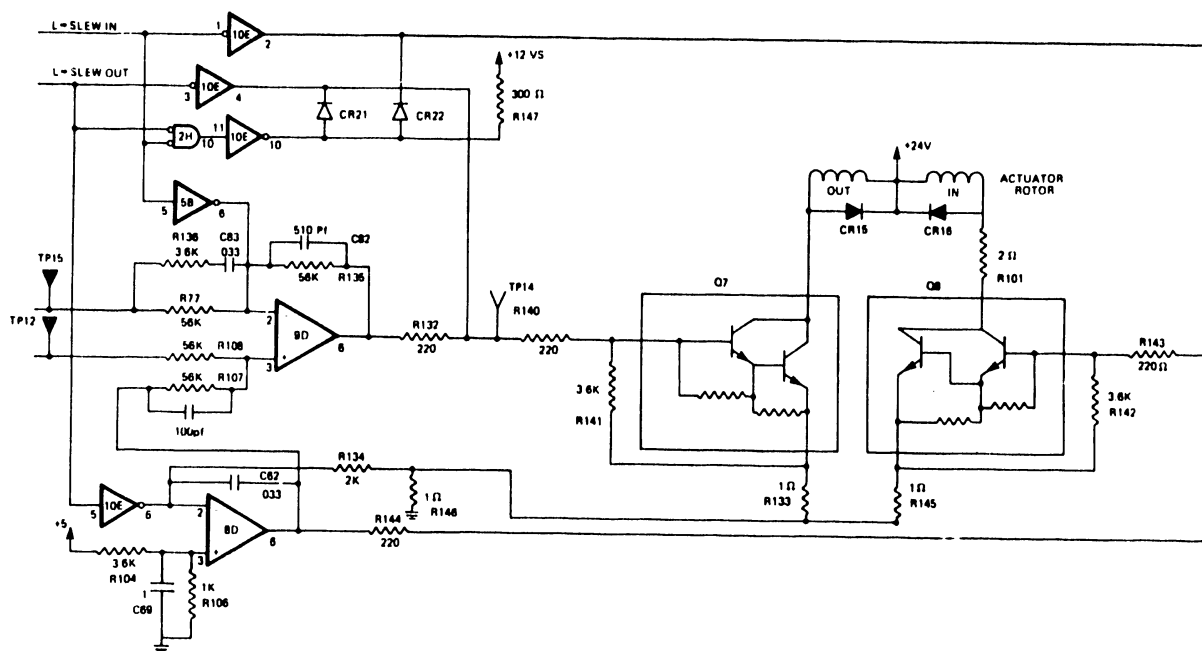 L=SLEW IN
1
10E
2
+12 VS
L=SLEW OUT
3
10E
4
CR21
CR22
300 Ω
R147
2H
10
11
10E
10
+24V
OUT
IN
ACTUATOR
ROTOR
CR15
CR16
5
5B
6
R136
3.6K
C83
033
510 Pf
C82
56K
R135
2 Ω
R101
TP15
TP14
R140
Q7
Q8
R77
56K
TP12
2
9D
6
3
R132
220
220
R143
220Ω
56K
R108
56K
R107
100pf
3.6K
R141
3.6K
R142
R134
2K
C62
033
1 Ω
R146
1Ω
R133
1Ω
R145
5
10E
6
2
8D
6
3
R144
220
+5
3.6K
R104
1
C69
1K
R106